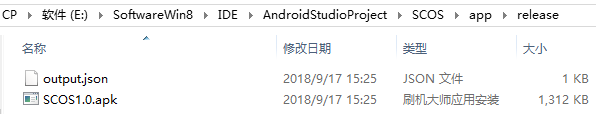 CP › 软件 (E:) › SoftwareWin8 › IDE › AndroidStudioProject › SCOS › app › release
名称 修改日期 类型 大小
output.json 2018/9/17 15:25 JSON 文件 1 KB
SCOS1.0.apk 2018/9/17 15:25 刷机大师应用安装 1,312 KB